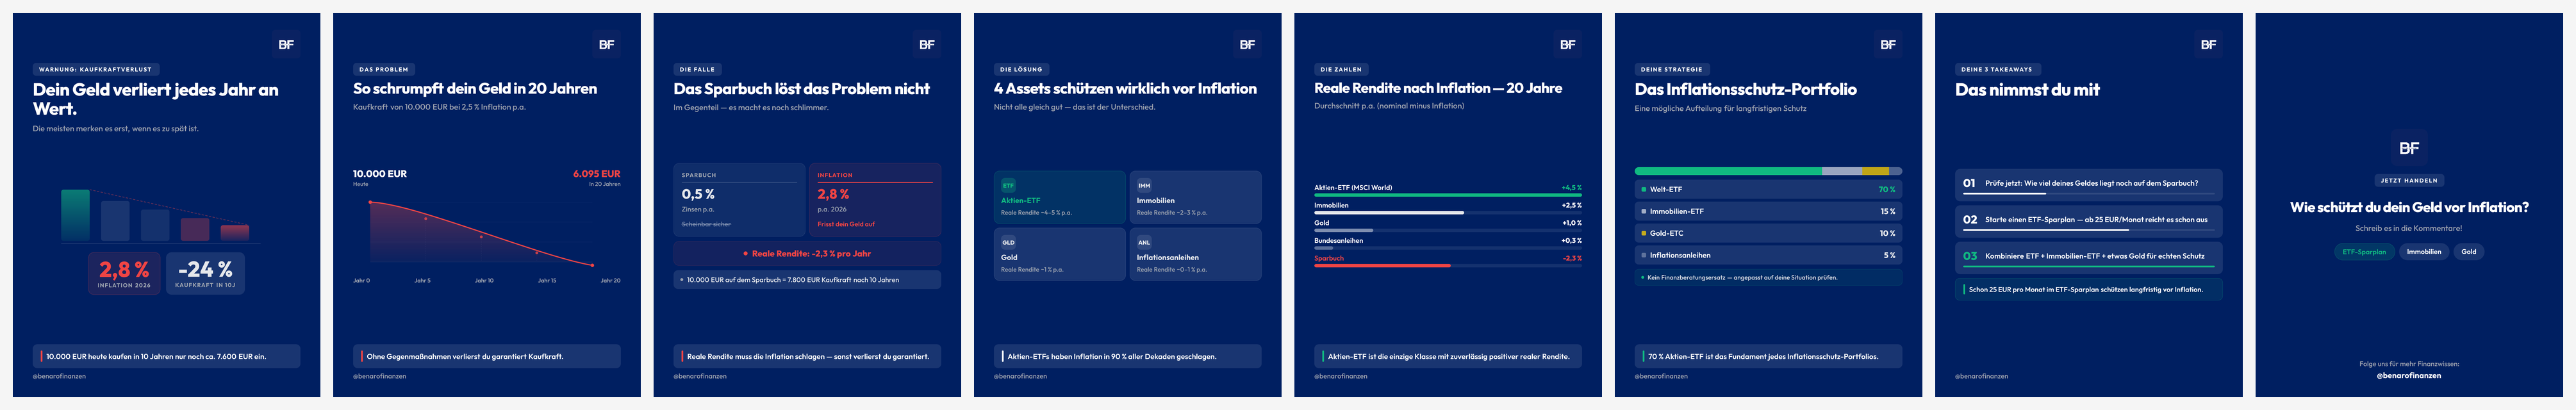 BF
WARNUNG: KAUFKRAFTVERLUST
Dein Geld verliert jedes Jahr an
Wert.
Die meisten merken es erst, wenn es zu spät ist.
2,8 %
INFLATION 2026
-24 %
KAUFKRAFT IN 10J
10.000 EUR heute kaufen in 10 Jahren nur noch ca. 7.600 EUR ein.
@benarofinanzen
BF
DAS PROBLEM
So schrumpft dein Geld in 20 Jahren
Kaufkraft von 10.000 EUR bei 2,5 % Inflation p.a.
10.000 EUR
Heute
6.095 EUR
in 20 Jahren
Jahr 0
Jahr 5
Jahr 10
Jahr 15
Jahr 20
Ohne Gegenmaßnahmen verlierst du garantiert Kaufkraft.
@benarofinanzen
BF
DIE FALLE
Das Sparbuch löst das Problem nicht
Im Gegenteil — es macht es noch schlimmer.
SPARBUCH
0,5 %
Zinsen p.a.
Scheinbar sicher
INFLATION
2,8 %
p.a. 2026
Frisst dein Geld auf
Reale Rendite: -2,3 % pro Jahr
10.000 EUR auf dem Sparbuch = 7.800 EUR Kaufkraft nach 10 Jahren
Reale Rendite muss die Inflation schlagen — sonst verlierst du garantiert.
@benarofinanzen
BF
DIE LÖSUNG
4 Assets schützen wirklich vor Inflation
Nicht alle gleich gut — das ist der Unterschied.
ETF
Aktien-ETF
Reale Rendite ~4-5 % p.a.
IMM
Immobilien
Reale Rendite ~2-3 % p.a.
GLD
Gold
Reale Rendite ~1 % p.a.
ANL
Inflationsanleihen
Reale Rendite ~0-1 % p.a.
Aktien-ETFs haben Inflation in 90 % aller Dekaden geschlagen.
@benarofinanzen
BF
DIE ZAHLEN
Reale Rendite nach Inflation — 20 Jahre
Durchschnitt p.a. (nominal minus Inflation)
Aktien-ETF (MSCI World)
+4,5 %
Immobilien
+2,5 %
Gold
+1,0 %
Bundesanleihen
+0,3 %
Sparbuch
-2,3 %
Aktien-ETF ist die einzige Klasse mit zuverlässig positiver realer Rendite.
@benarofinanzen
BF
DEINE STRATEGIE
Das Inflationsschutz-Portfolio
Eine mögliche Aufteilung für langfristigen Schutz
Welt-ETF
70 %
Immobilien-ETF
15 %
Gold-ETC
10 %
Inflationsanleihen
5 %
Kein Finanzberatungsersatz — angepasst auf deine Situation prüfen.
70 % Aktien-ETF ist das Fundament jedes Inflationsschutz-Portfolios.
@benarofinanzen
BF
DEINE 3 TAKEAWAYS
Das nimmst du mit
01 Prüfe jetzt: Wie viel deines Geldes liegt noch auf dem Sparbuch?
02 Starte einen ETF-Sparplan — ab 25 EUR/Monat reicht es schon aus
03 Kombiniere ETF + Immobilien-ETF + etwas Gold für echten Schutz
Schon 25 EUR pro Monat im ETF-Sparplan schützen langfristig vor Inflation.
@benarofinanzen
BF
JETZT HANDELN
Wie schützt du dein Geld vor Inflation?
Schreib es in die Kommentare!
ETF-Sparplan
Immobilien
Gold
Folge uns für mehr Finanzwissen:
@benarofinanzen